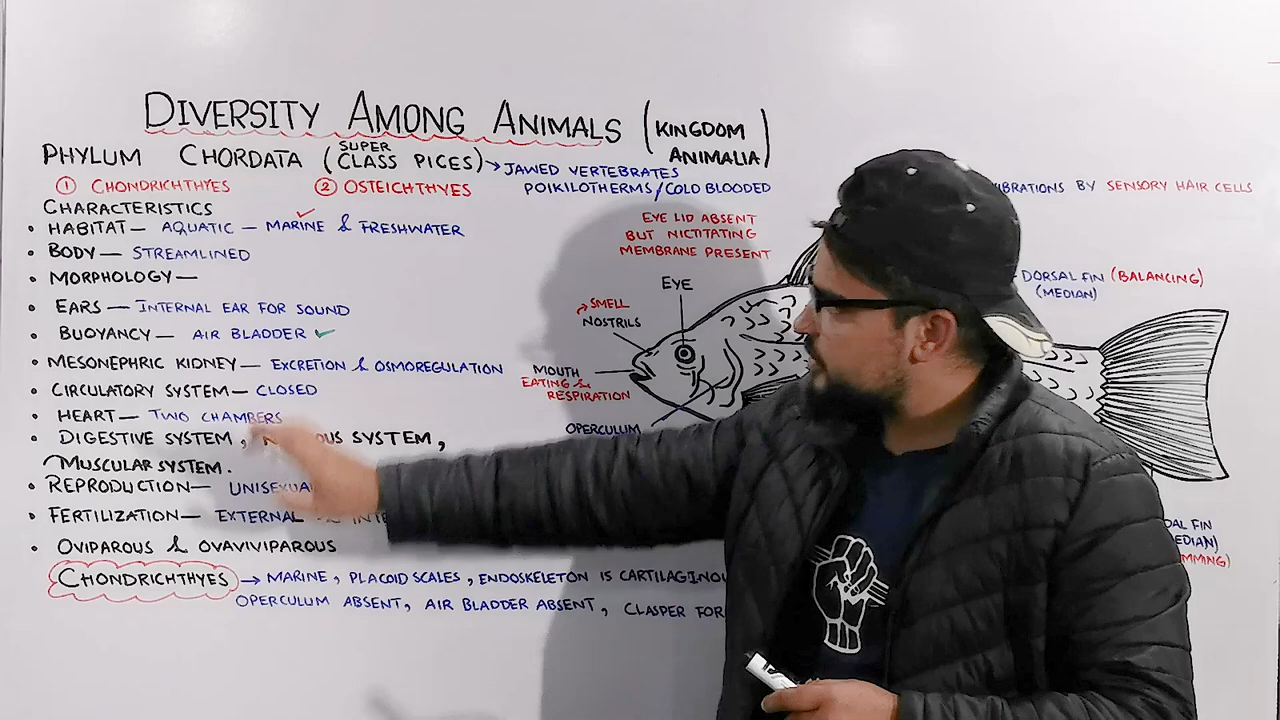 DIVERSITY AMONG ANIMALS (KINGDOM ANIMALIA)
PHYLUM CHORDATA (SUPER CLASS PICES) → JAWED VERTEBRATES
POIKILOTHERMS/COLD BLOODED
① CHONDRICHTHYES ② OSTEICHTHYES
CHARACTERISTICS
• HABITAT — AQUATIC — MARINE & FRESHWATER
• BODY — STREAMLINED
• MORPHOLOGY —
• EARS — INTERNAL EAR FOR SOUND
• BUOYANCY — AIR BLADDER ✓
• MESONEPHRIC KIDNEY — EXCRETION & OSMOREGULATION
• CIRCULATORY SYSTEM — CLOSED
• HEART — TWO CHAMBERS
• DIGESTIVE SYSTEM, SYSTEM,
MUSCULAR SYSTEM.
• REPRODUCTION —
• FERTILIZATION — EXTERNAL
• OVIPAROUS & OVAVIVIPAROUS
CHONDRICHTHYES → MARINE, PLACOID SCALES, ENDOSKELETON IS
OPERCULUM ABSENT, AIR BLADDER ABSENT, CLASPER
EYE LID ABSENT
BUT NICTITATING
MEMBRANE PRESENT
EYE
→ SMELL
NOSTRILS
MOUTH
EATING &
RESPIRATION
OPERCULUM
BY SENSORY HAIR CELLS
DORSAL FIN (BALANCING)
(MEDIAN)
FIN